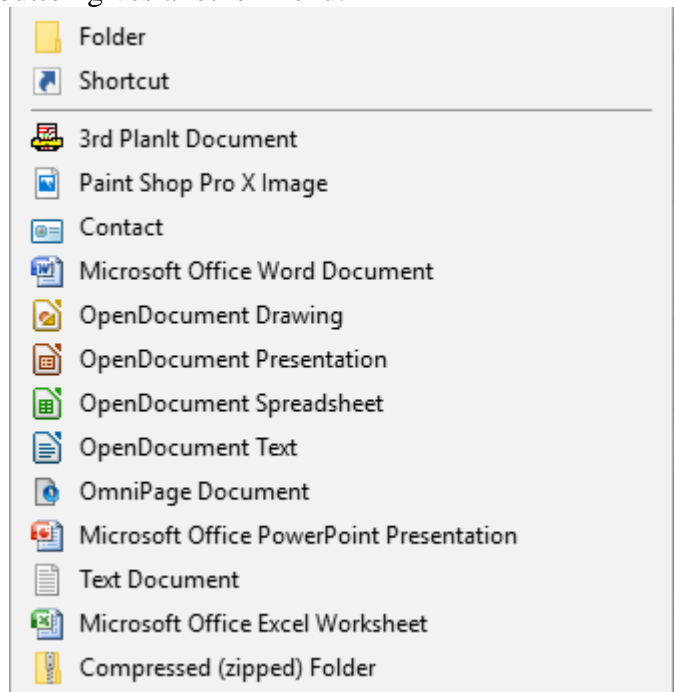 Folder
Shortcut
3rd PlanIt Document
Paint Shop Pro X Image
Contact
Microsoft Office Word Document
OpenDocument Drawing
OpenDocument Presentation
OpenDocument Spreadsheet
OpenDocument Text
OmniPage Document
Microsoft Office PowerPoint Presentation
Text Document
Microsoft Office Excel Worksheet
Compressed (zipped) Folder